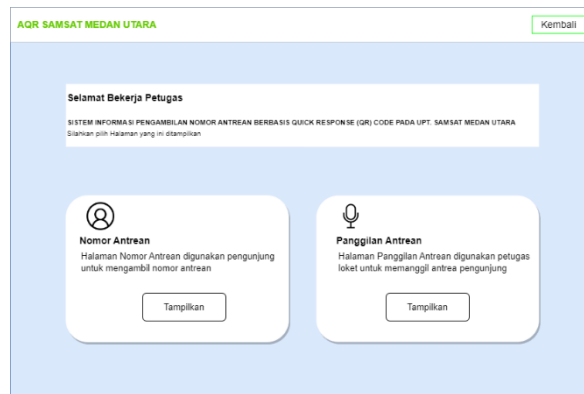 AQR SAMSAT MEDAN UTARA
Kembali
Selamat Bekerja Petugas
SISTEM INFORMASI PENGAMBILAN NOMOR ANTREAN BERBASIS QUICK RESPONSE (QR) CODE PADA UPT. SAMSAT MEDAN UTARA
Silahkan pilih Halaman yang ini ditampilkan
Nomor Antrean
Halaman Nomor Antrean digunakan pengunjung
untuk mengambil nomor antrean
Tampilkan
Panggilan Antrean
Halaman Panggilan Antrean digunakan petugas
loket untuk memanggil antrea pengunjung
Tampilkan